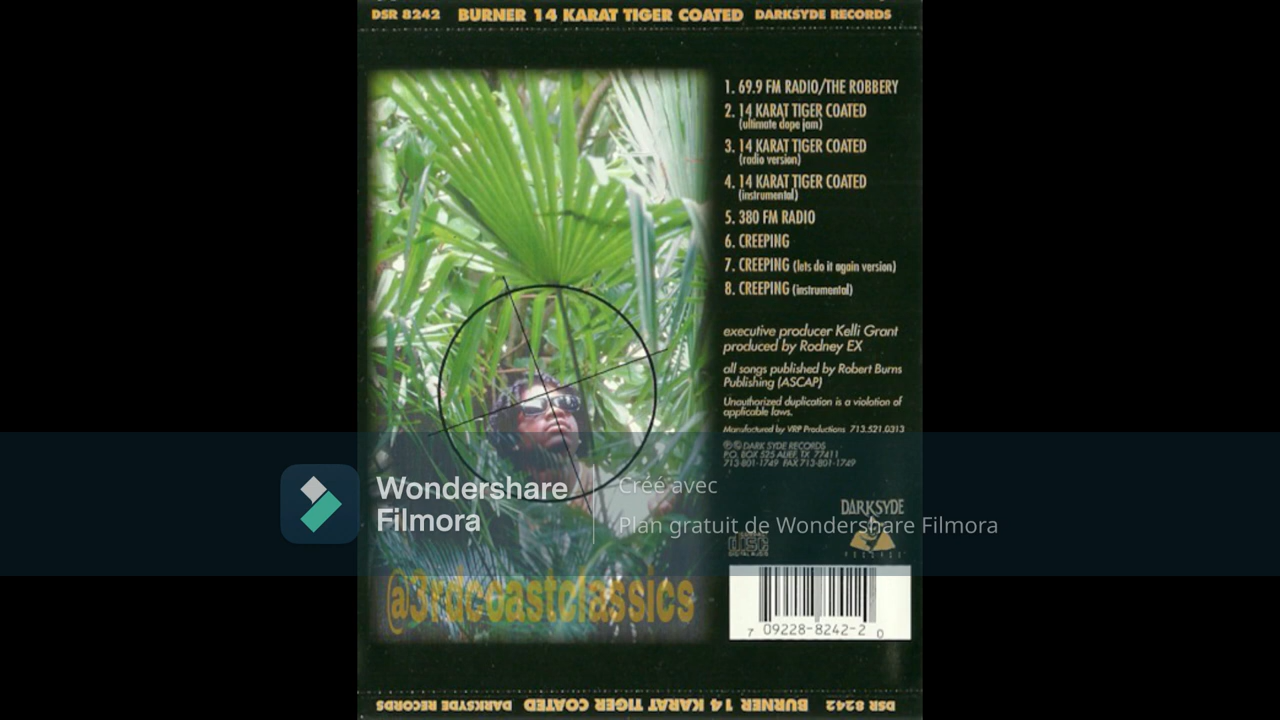 DSR 8242 BURNER 14 KARAT TIGER COATED DARKSYDE RECORDS
1. 69.9 FM RADIO/THE ROBBERY
2. 14 KARAT TIGER COATED
(ultimate dope jam)
3. 14 KARAT TIGER COATED
(radio version)
4. 14 KARAT TIGER COATED
(instrumental)
5. 380 FM RADIO
6. CREEPING
7. CREEPING (lets do it again version)
8. CREEPING (instrumental)
executive producer Kelli Grant
produced by Rodney EX
all songs published by Robert Burns
Publishing (ASCAP)
Unauthorized duplication is a violation of
applicable laws.
Manufactured by VRP Productions 713.521.0313
℗© DARK SYDE RECORDS
P.O. BOX 525 ALIEF, TX 77411
713-801-1749 FAX 713-801-1749
Wondershare
Filmora
Créé avec
Plan gratuit de Wondershare Filmora
DARKSYDE
RECORDS
@3rdcoastclassics
7 09228-8242-2 0
DSR 8242 BURNER 14 KARAT TIGER COATED DARKSYDE RECORDS